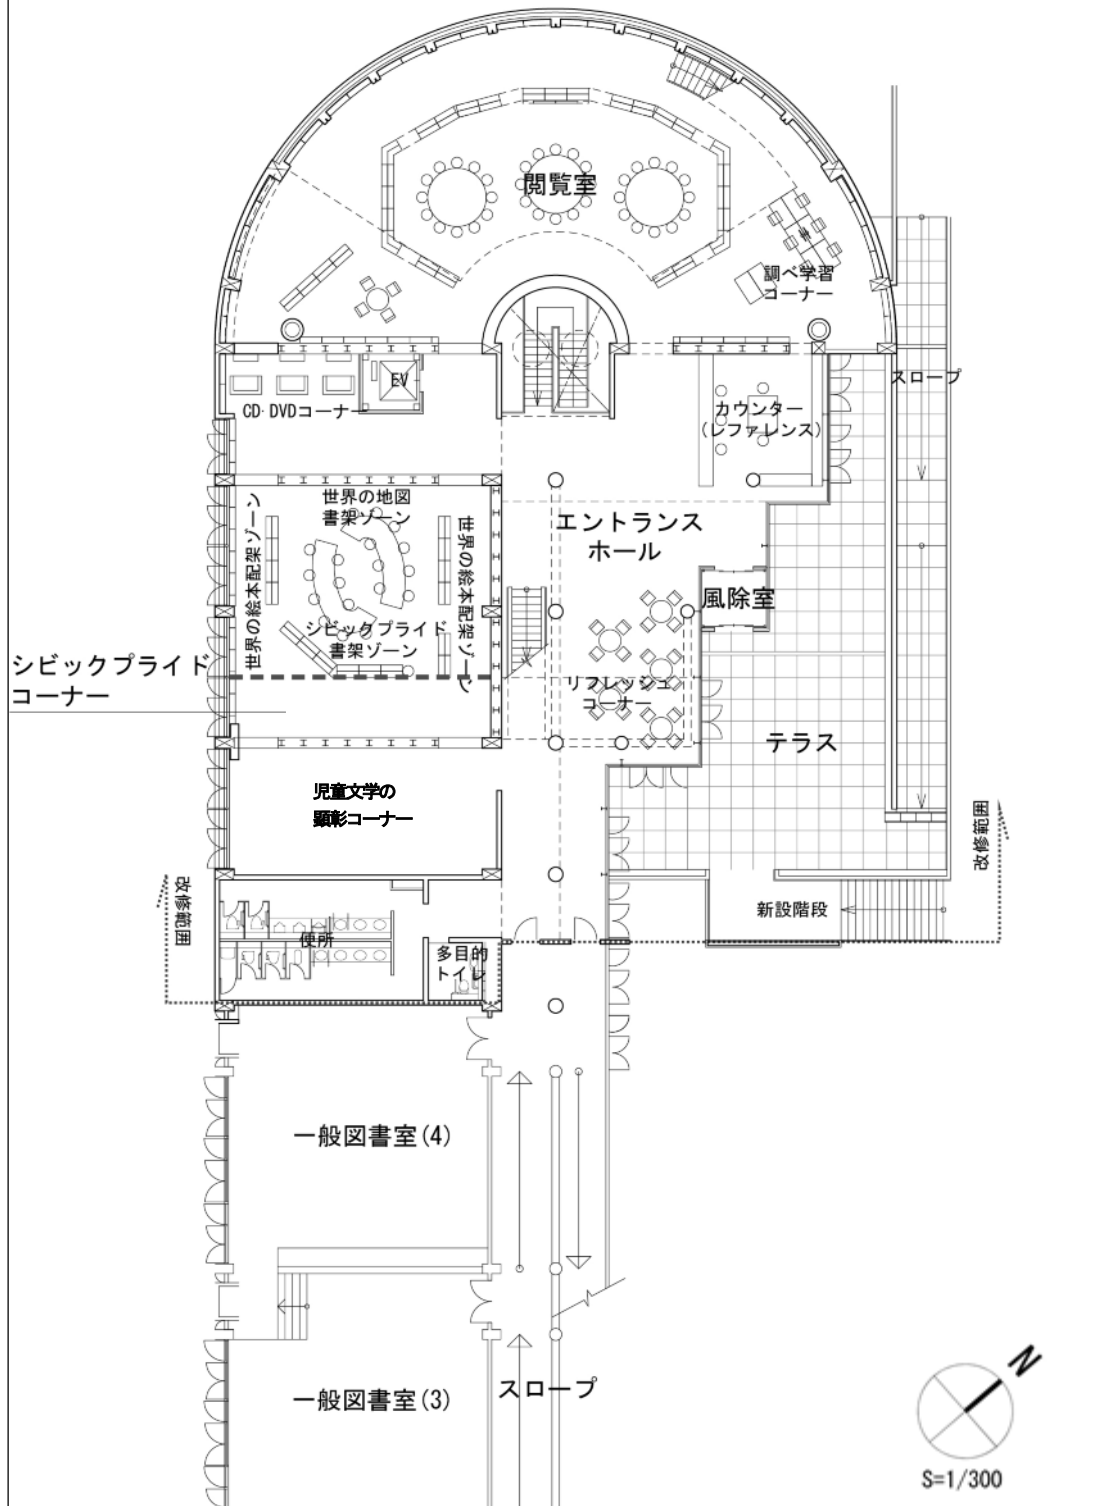 閲覧室
調べ学習
コーナー
スロープ
EV
CD·DVDコーナー
カウンター
(レファレンス)
世界の地図
書架ゾーン
世界の絵本配架ゾーン
世界の絵本配架ゾーン
エントランス
ホール
風除室
シビックプライド
書架ゾーン
シビックプライド
コーナー
リフレッシュ
コーナー
テラス
児童文学の
顕彰コーナー
改修範囲
改修範囲
新設階段
便所
多目的
トイレ
一般図書室(4)
一般図書室(3)
スロープ
N
S=1/300